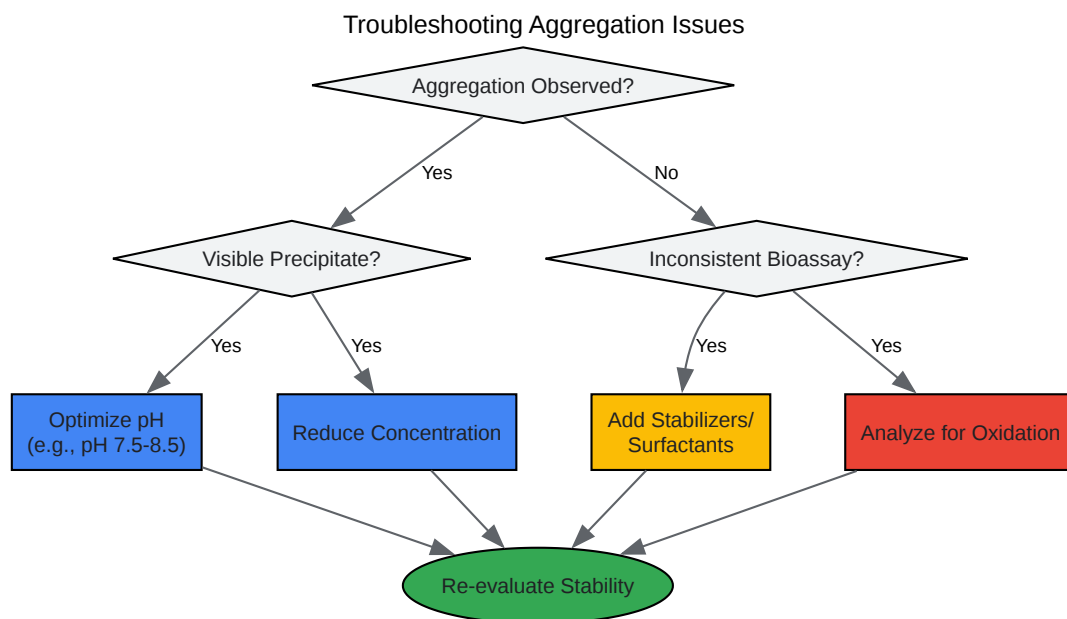 Troubleshooting Aggregation Issues
Aggregation Observed?
Yes
No
Visible Precipitate?
Inconsistent Bioassay?
Yes
Yes
Yes
Yes
Optimize pH
(e.g., pH 7.5-8.5)
Reduce Concentration
Add Stabilizers/
Surfactants
Analyze for Oxidation
Re-evaluate Stability